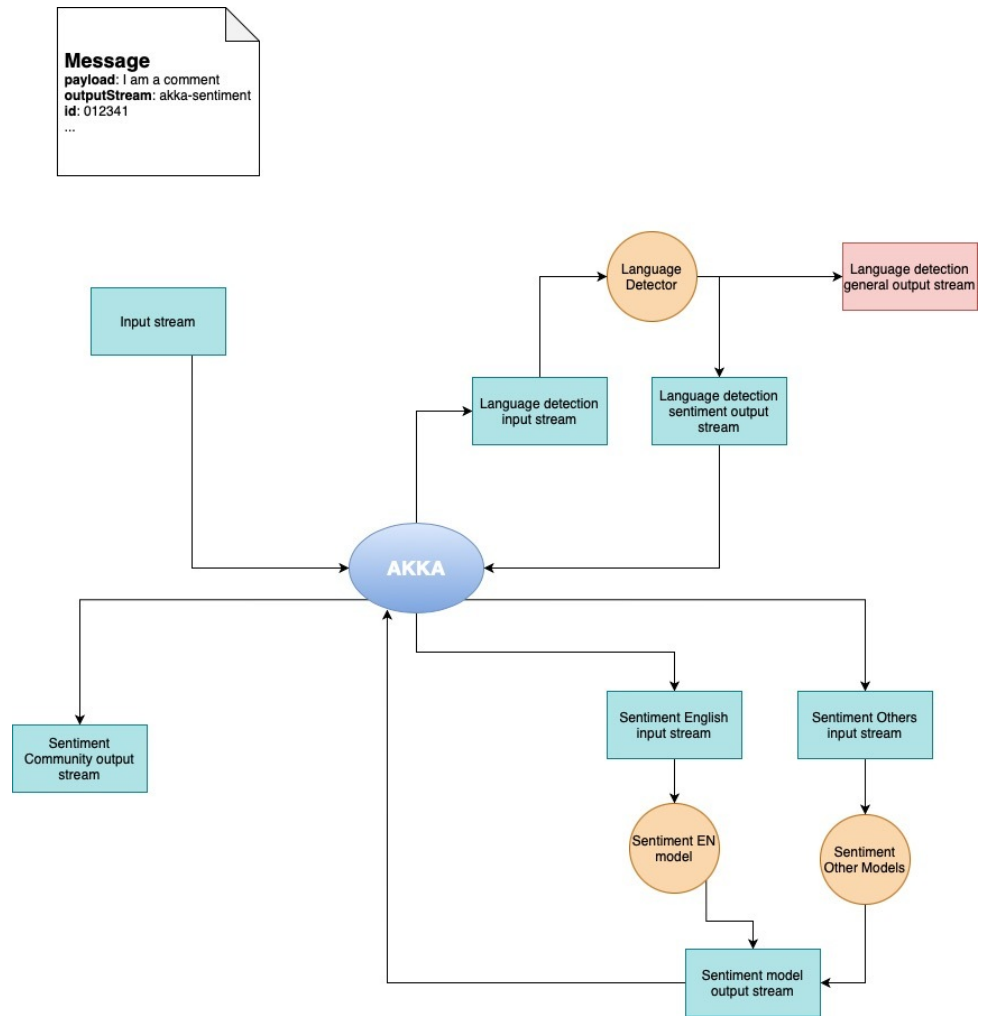 Message
payload: I am a comment
outputStream: akka-sentiment
id: 012341
...
Language
Detector
Language detection
general output stream
Input stream
Language detection
input stream
Language detection
sentiment output
stream
AKKA
Sentiment
Community output
stream
Sentiment English
input stream
Sentiment Others
input stream
Sentiment EN
model
Sentiment
Other Models
Sentiment model
output stream